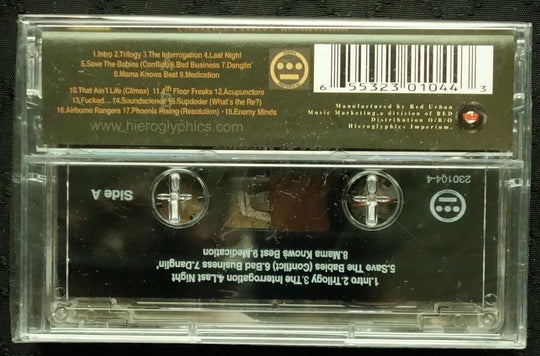 1.Intro 2.Trilogy 3.The Interrogation 4.Last Night
5.Save The Babies (Conflict) 6.Bad Business 7.Danglin'
8.Mama Knows Best 9.Medication
10.That Ain't Life (Climax) 11.4th Floor Freaks 12.Acupuncture
13.Fucked.... 14.Soundscience 15.Supdoder (What's the Re?)
16.Airborne Rangers 17.Phoenix Rising (Resolution) 18.Enemy Minds
www.hieroglyphics.com
6 55323 01044 3
Manufactured by Red Urban
Music Marketing,a division of RED
Distribution O/B/O
Hieroglyphics Imperium.
Side A
230104-4
1.Intro 2.Trilogy 3.The Interrogation 4.Last Night
5.Save The Babies (Conflict) 6.Bad Business 7.Danglin'
8.Mama Knows Best 9.Medication